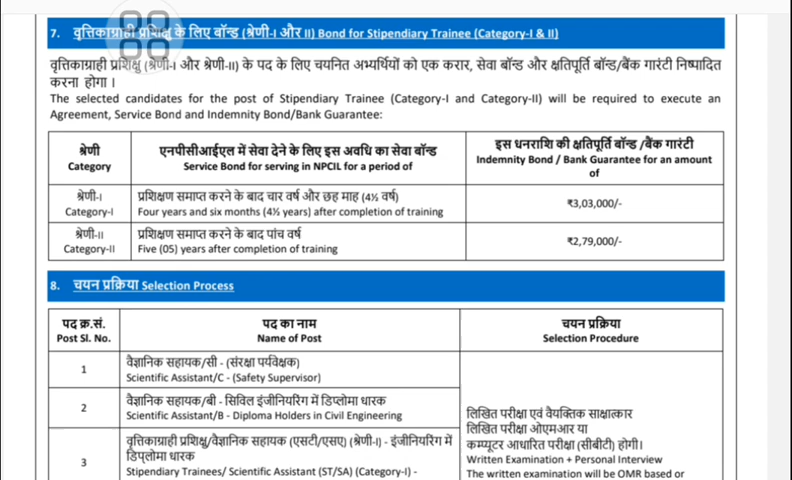 7. वृत्तिकाग्राही प्रशिक्षु के लिए बॉन्ड (श्रेणी-I और II) Bond for Stipendiary Trainee (Category-I & II)
वृत्तिकाग्राही प्रशिक्षु (श्रेणी-I और श्रेणी-II) के पद के लिए चयनित अभ्यर्थियों को एक करार, सेवा बॉन्ड और क्षतिपूर्ति बॉन्ड/बैंक गारंटी निष्पादित
करना होगा ।
The selected candidates for the post of Stipendiary Trainee (Category-I and Category-II) will be required to execute an
Agreement, Service Bond and Indemnity Bond/Bank Guarantee:
श्रेणी
Category
एनपीसीआईएल में सेवा देने के लिए इस अवधि का सेवा बॉन्ड
Service Bond for serving in NPCIL for a period of
इस धनराशि की क्षतिपूर्ति बॉन्ड /बैंक गारंटी
Indemnity Bond / Bank Guarantee for an amount
of
श्रेणी-I
Category-I
प्रशिक्षण समाप्त करने के बाद चार वर्ष और छह माह (4½ वर्ष)
Four years and six months (4½ years) after completion of training
₹3,03,000/-
श्रेणी-II
Category-II
प्रशिक्षण समाप्त करने के बाद पांच वर्ष
Five (05) years after completion of training
₹2,79,000/-
8. चयन प्रक्रिया Selection Process
पद क्र.सं.
Post Sl. No.
पद का नाम
Name of Post
चयन प्रक्रिया
Selection Procedure
1
वैज्ञानिक सहायक/सी - (संरक्षा पर्यवेक्षक)
Scientific Assistant/C - (Safety Supervisor)
2
वैज्ञानिक सहायक/बी - सिविल इंजीनियरिंग में डिप्लोमा धारक
Scientific Assistant/B - Diploma Holders in Civil Engineering
3
वृत्तिकाग्राही प्रशिक्षु/वैज्ञानिक सहायक (एसटी/एसए) (श्रेणी-I) - इंजीनियरिंग में
डिप्लोमा धारक
Stipendiary Trainees/ Scientific Assistant (ST/SA) (Category-I) -
लिखित परीक्षा एवं वैयक्तिक साक्षात्कार
लिखित परीक्षा ओएमआर या
कम्प्यूटर आधारित परीक्षा (सीबीटी) होगी।
Written Examination + Personal Interview
The written examination will be OMR based or